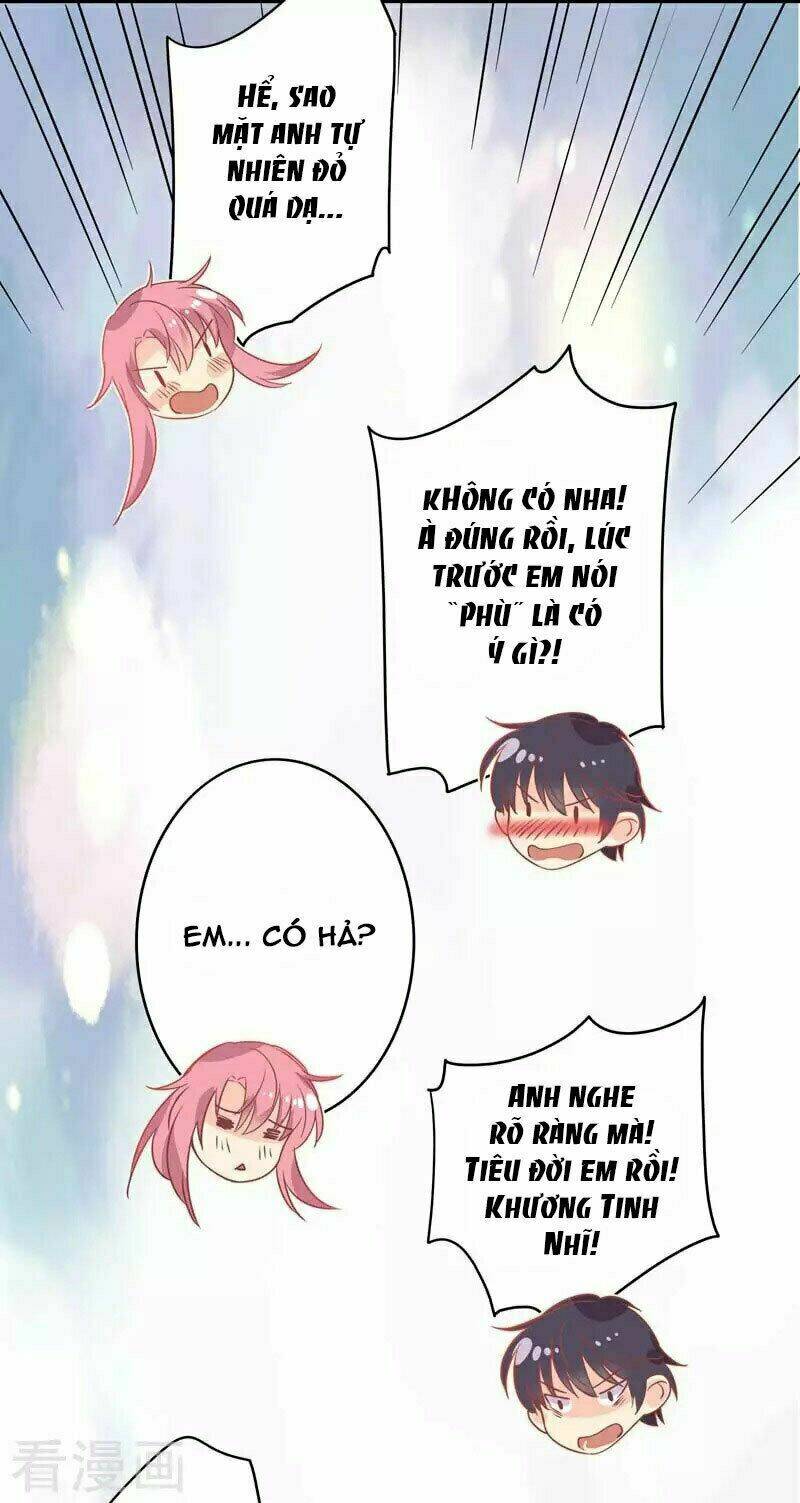 HỂ, SAO
MẶT ANH TỰ
NHIÊN ĐỎ
QUÁ DẠ...
KHÔNG CÓ NHA!
À ĐÚNG RỒI, LÚC
TRƯỚC EM NÓI
"PHÙ" LÀ CÓ
Ý GÌ?!
EM... CÓ HẢ?
ANH NGHE
RÕ RÀNG MÀ!
TIÊU ĐỜI EM RỒI!
KHƯƠNG TINH
NHĨ!
看漫画